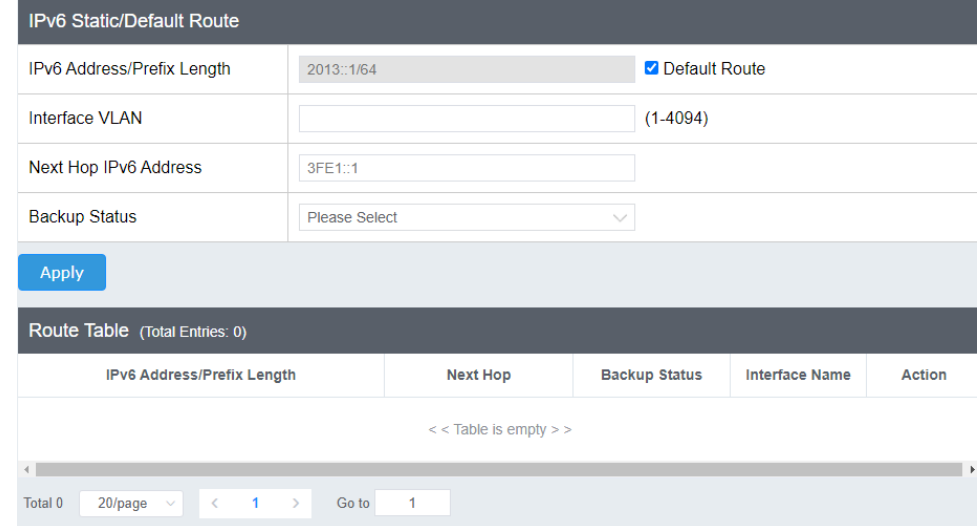 IPv6 Static/Default Route
IPv6 Address/Prefix Length 2013::1/64 Default Route
Interface VLAN (1-4094)
Next Hop IPv6 Address 3FE1::1
Backup Status Please Select
Apply
Route Table (Total Entries: 0)
IPv6 Address/Prefix Length Next Hop Backup Status Interface Name Action
< < Table is empty > >
Total 0 20/page < 1 > Go to 1